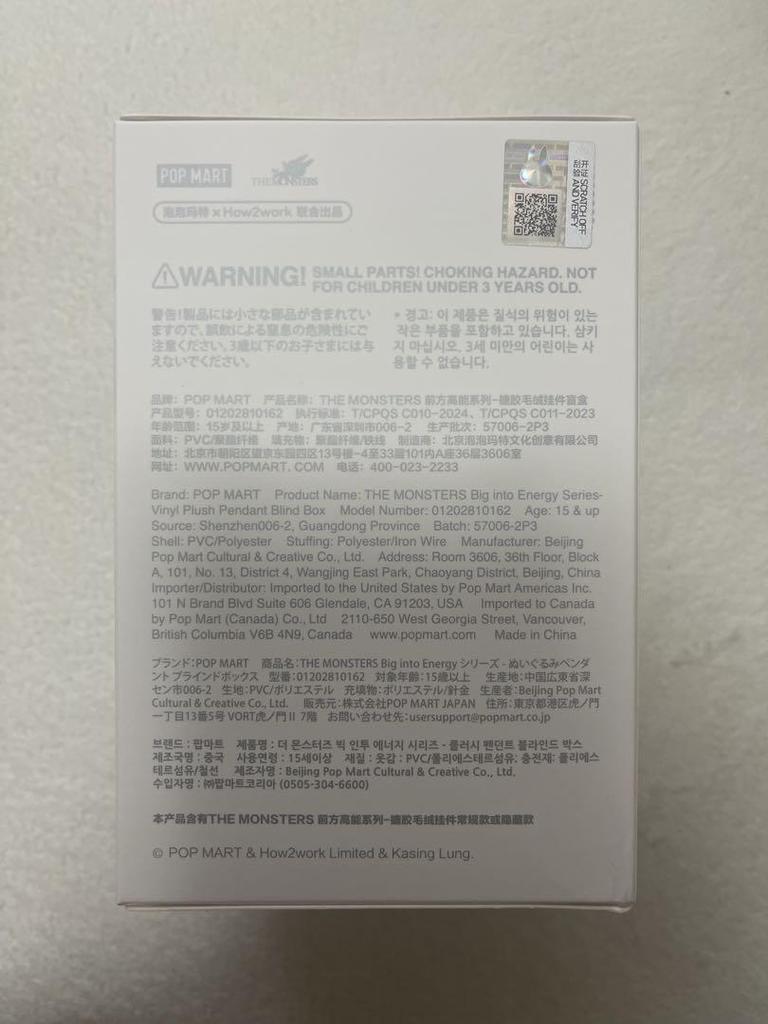 POP MART
THE MONSTERS
泡泡玛特 × How2work 联合出品
开 SCRATCH OFF
刮验 AND VERIFY
WARNING! SMALL PARTS! CHOKING HAZARD. NOT
FOR CHILDREN UNDER 3 YEARS OLD.
警告!製品には小さな部品が含まれてい
ますので、誤飲による窒息の危険性にご
注意ください。3歳以下のお子さまには与
えないでください。
* 경고: 이 제품은 질식의 위험이 있는
작은 부품을 포함하고 있습니다. 삼키
지 마십시오. 3세 미만의 어린이는 사
용할 수 없습니다.
品牌: POP MART 产品名称: THE MONSTERS 前方高能系列-搪胶毛绒挂件盲盒
产品型号: 01202810162 执行标准: T/CPQS C010-2024、T/CPQS C011-2023
年龄范围: 15岁及以上 产地: 广东省深圳市006-2 生产批次: 57006-2P3
面料: PVC/聚酯纤维 填充物: 聚酯纤维/铁线 制造商: 北京泡泡玛特文化创意有限公司
地址: 北京市朝阳区望京东园四区13号楼-4至33层101内A座36层3606室
网址: WWW.POPMART.COM 电话: 400-023-2233
Brand: POP MART Product Name: THE MONSTERS Big into Energy Series-
Vinyl Plush Pendant Blind Box Model Number: 01202810162 Age: 15 & up
Source: Shenzhen006-2, Guangdong Province Batch: 57006-2P3
Shell: PVC/Polyester Stuffing: Polyester/Iron Wire Manufacturer: Beijing
Pop Mart Cultural & Creative Co., Ltd. Address: Room 3606, 36th Floor, Block
A, 101, No. 13, District 4, Wangjing East Park, Chaoyang District, Beijing, China
Importer/Distributor: Imported to the United States by Pop Mart Americas Inc.
101 N Brand Blvd Suite 606 Glendale, CA 91203, USA Imported to Canada
by Pop Mart (Canada) Co., Ltd 2110-650 West Georgia Street, Vancouver,
British Columbia V6B 4N9, Canada www.popmart.com Made in China
ブランド:POP MART 商品名:THE MONSTERS Big into Energy シリーズ - ぬいぐるみペンダ
ント ブラインドボックス 型番:01202810162 対象年齢:15歳以上 生産地:中国広東省深
セン市006-2 生地:PVC/ポリエステル 充填物:ポリエステル/針金 生産者:Beijing Pop Mart
Cultural & Creative Co., Ltd. 販売元:株式会社POP MART JAPAN 住所:東京都港区虎ノ門
一丁目13番5号 VORT虎ノ門Ⅱ 7階 お問い合わせ先:usersupport@popmart.co.jp
브랜드 : 팝마트 제품명 : 더 몬스터즈 빅 인투 에너지 시리즈 - 플러시 펜던트 블라인드 박스
제조국명 : 중국 사용연령 : 15세이상 재질 : 옷감 : PVC/폴리에스테르섬유; 충전재: 폴리에스
테르섬유/철선 제조자명 : Beijing Pop Mart Cultural & Creative Co., Ltd.
수입자명 : ㈜팝마트코리아 (0505-304-6600)
本产品含有THE MONSTERS 前方高能系列-搪胶毛绒挂件常规款或隐藏款
© POP MART & How2work Limited & Kasing Lung.